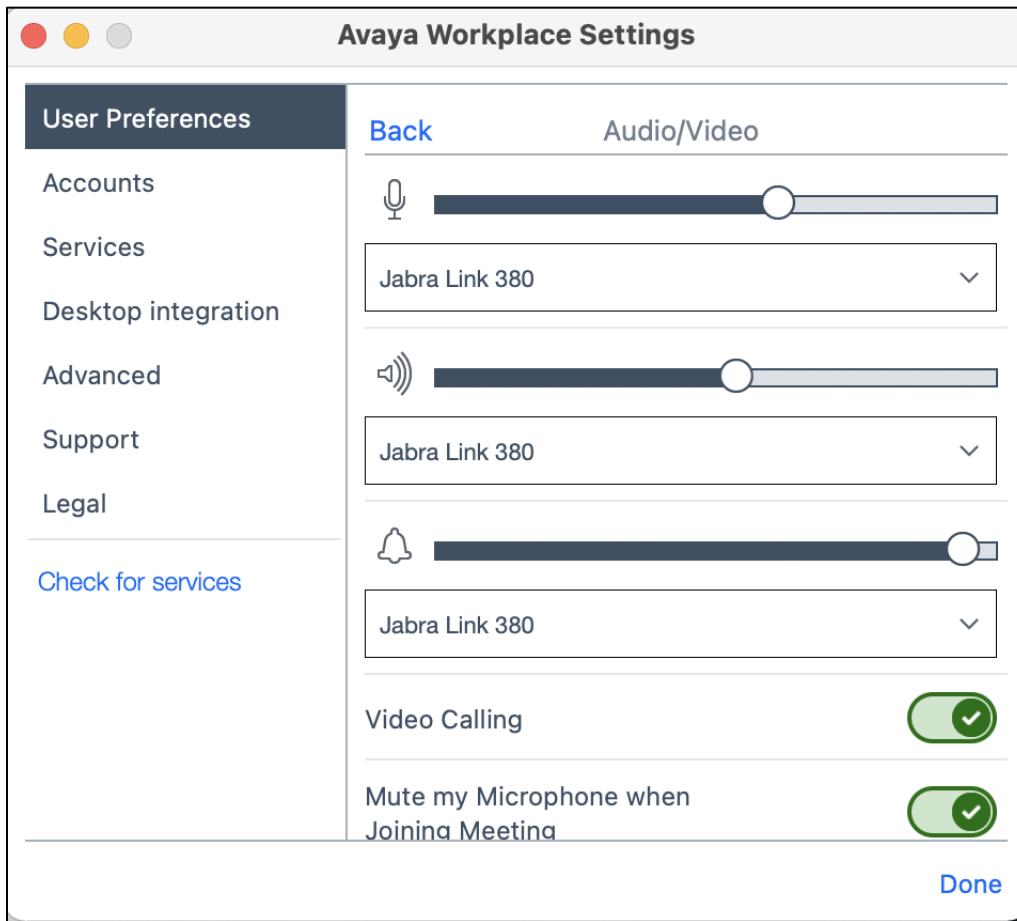 Avaya Workplace Settings
User Preferences
Accounts
Services
Desktop integration
Advanced
Support
Legal
Check for services
Back
Audio/Video
Jabra Link 380
Jabra Link 380
Jabra Link 380
Video Calling
Mute my Microphone when
Joining Meeting
Done